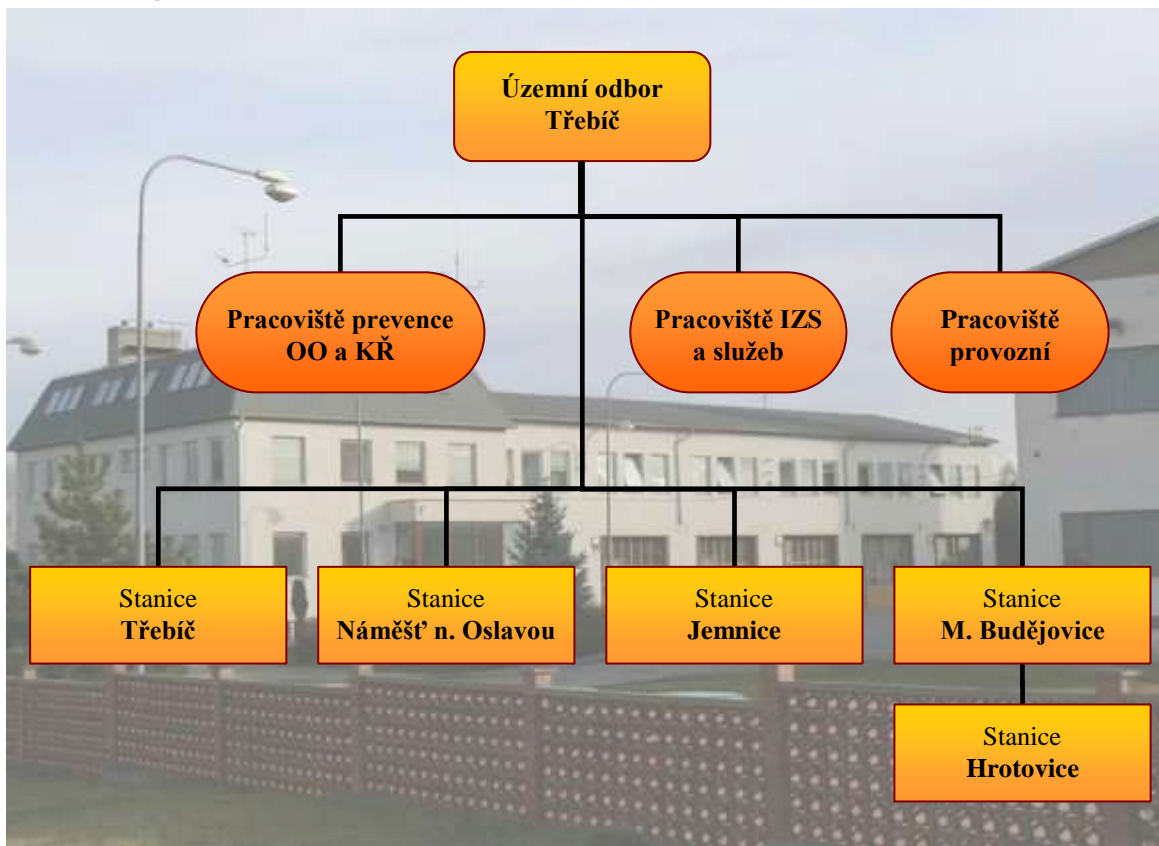 Územní odbor
Třebíč
Pracoviště prevence
OO a KŘ
Pracoviště IZS
a služeb
Pracoviště
provozní
Stanice
Třebíč
Stanice
Náměšť n. Oslavou
Stanice
Jemnice
Stanice
M. Budějovice
Stanice
Hrotovice